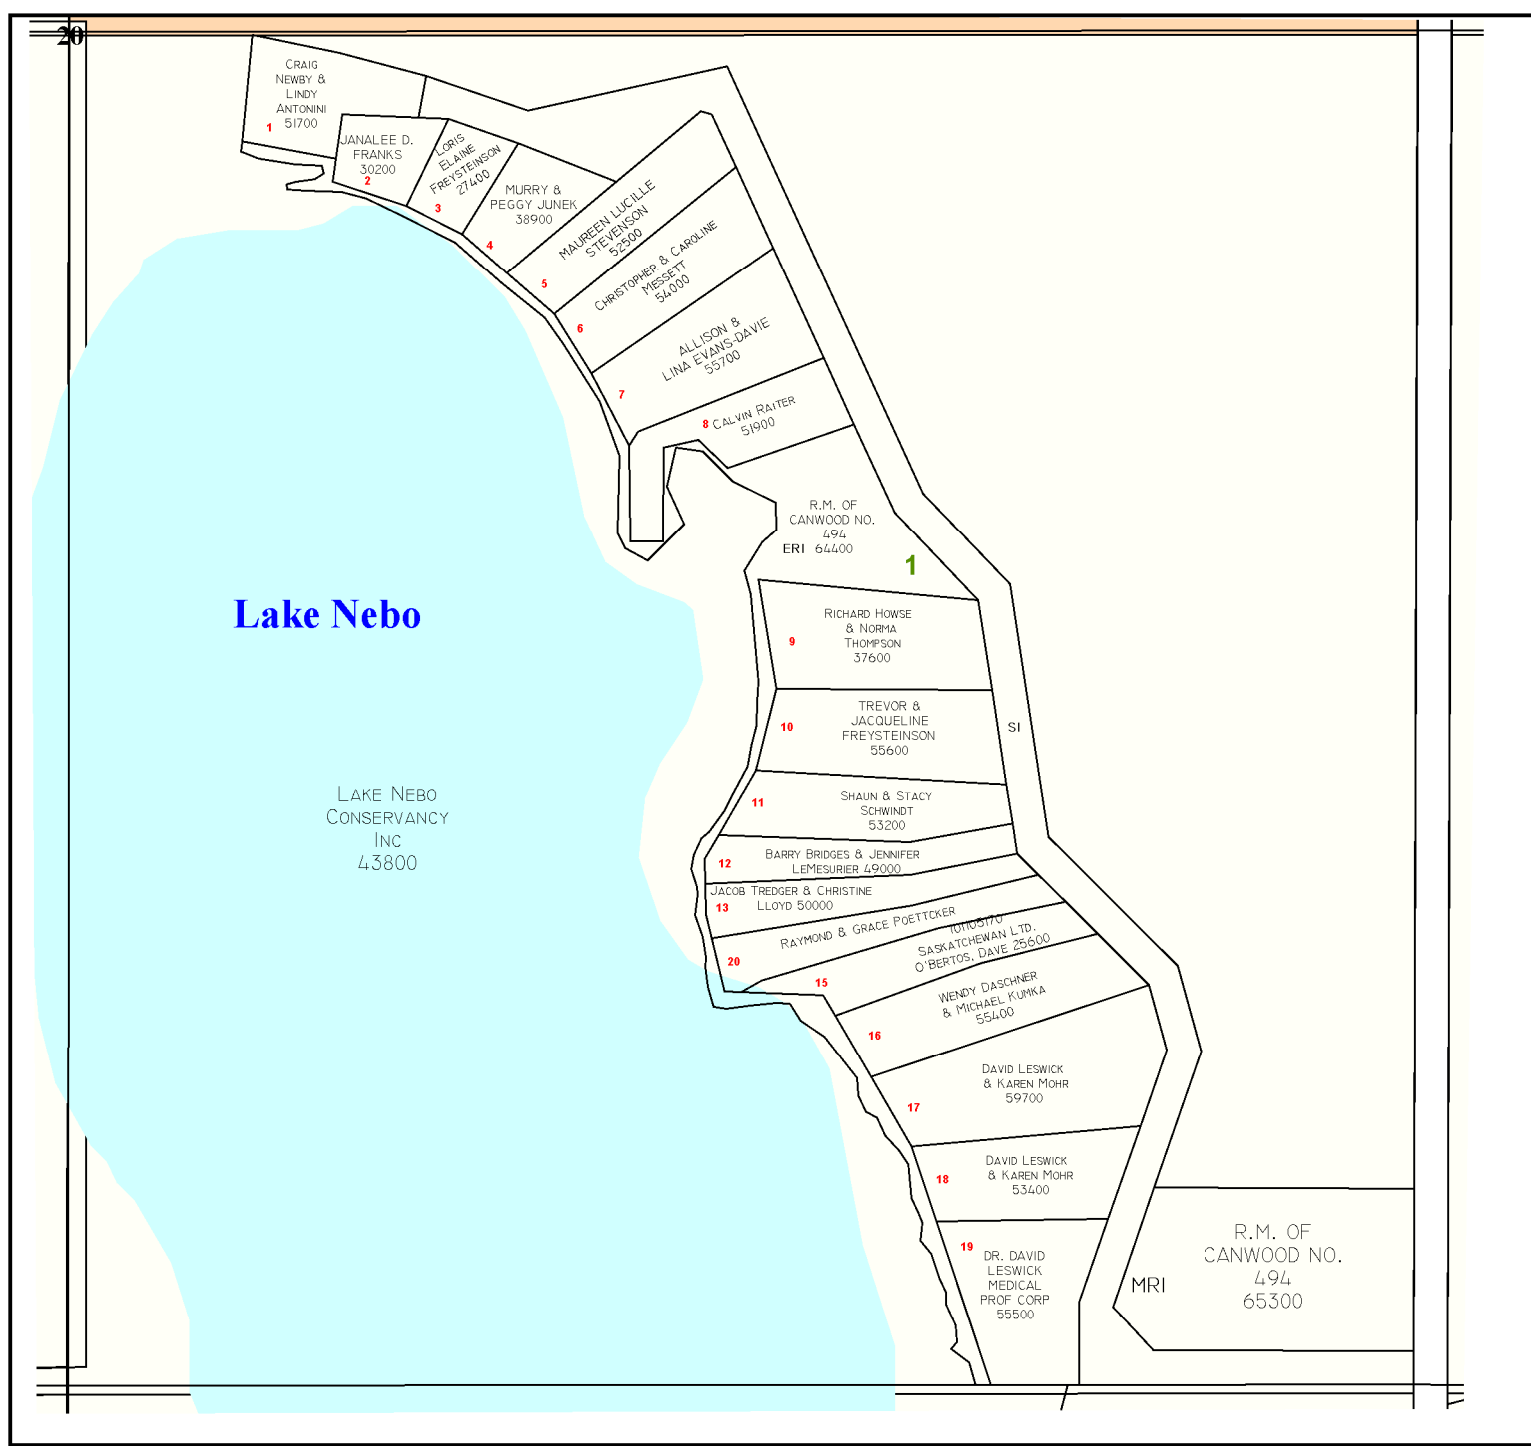 20
CRAIG
NEWBY &
LINDY
ANTONINI
51700
1
JANALEE D.
FRANKS
30200
2
LORIS
ELAINE
FREYSTEINSON
27400
3
MURRY &
PEGGY JUNEK
38900
4
MAUREEN LUCILLE
STEVENSON
52500
5
CHRISTOPHER & CAROLINE
MESSETT
54000
6
ALLISON &
LINA EVANS-DAVIE
55700
7
8 CALVIN RAITER
51900
R.M. OF
CANWOOD NO.
494
ERI 64400
1
Lake Nebo
RICHARD HOWSE
& NORMA
THOMPSON
37600
9
TREVOR &
JACQUELINE
FREYSTEINSON
55600
10
SI
LAKE NEBO
CONSERVANCY
INC
43800
SHAUN & STACY
SCHWINDT
53200
11
BARRY BRIDGES & JENNIFER
LEMESURIER 49000
12
JACOB TREDGER & CHRISTINE
LLOYD 50000
13
RAYMOND & GRACE POETTCKER
20
101105170
SASKATCHEWAN LTD.
O'BERTOS, DAVE 25600
15
WENDY DASCHNER
& MICHAEL KUMKA
55400
16
DAVID LESWICK
& KAREN MOHR
59700
17
DAVID LESWICK
& KAREN MOHR
53400
18
19
DR. DAVID
LESWICK
MEDICAL
PROF CORP
55500
R.M. OF
CANWOOD NO.
494
65300
MRI